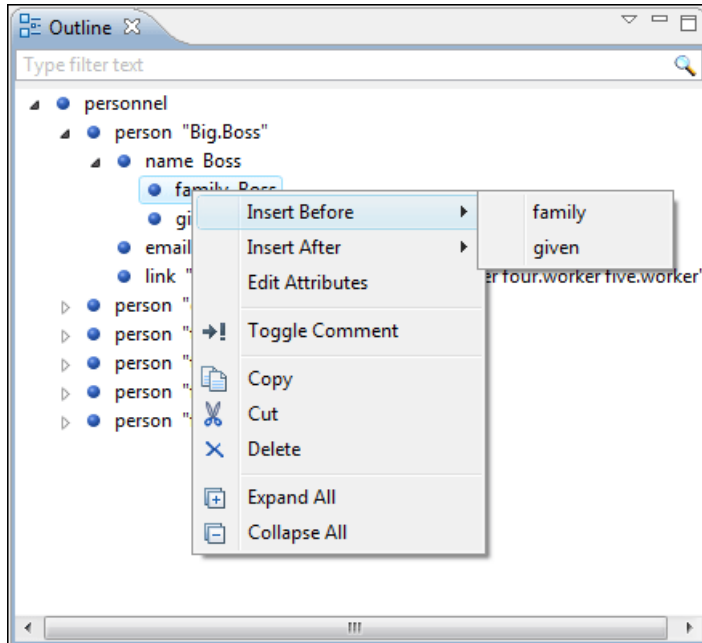 Outline
Type filter text
personnel
person "Big.Boss"
name Boss
family Boss
Insert Before
family
gi
Insert After
given
email
link "
er four.worker five.worker"
Edit Attributes
person "
person "
Toggle Comment
person "
Copy
person "
Cut
person "
Delete
Expand All
Collapse All